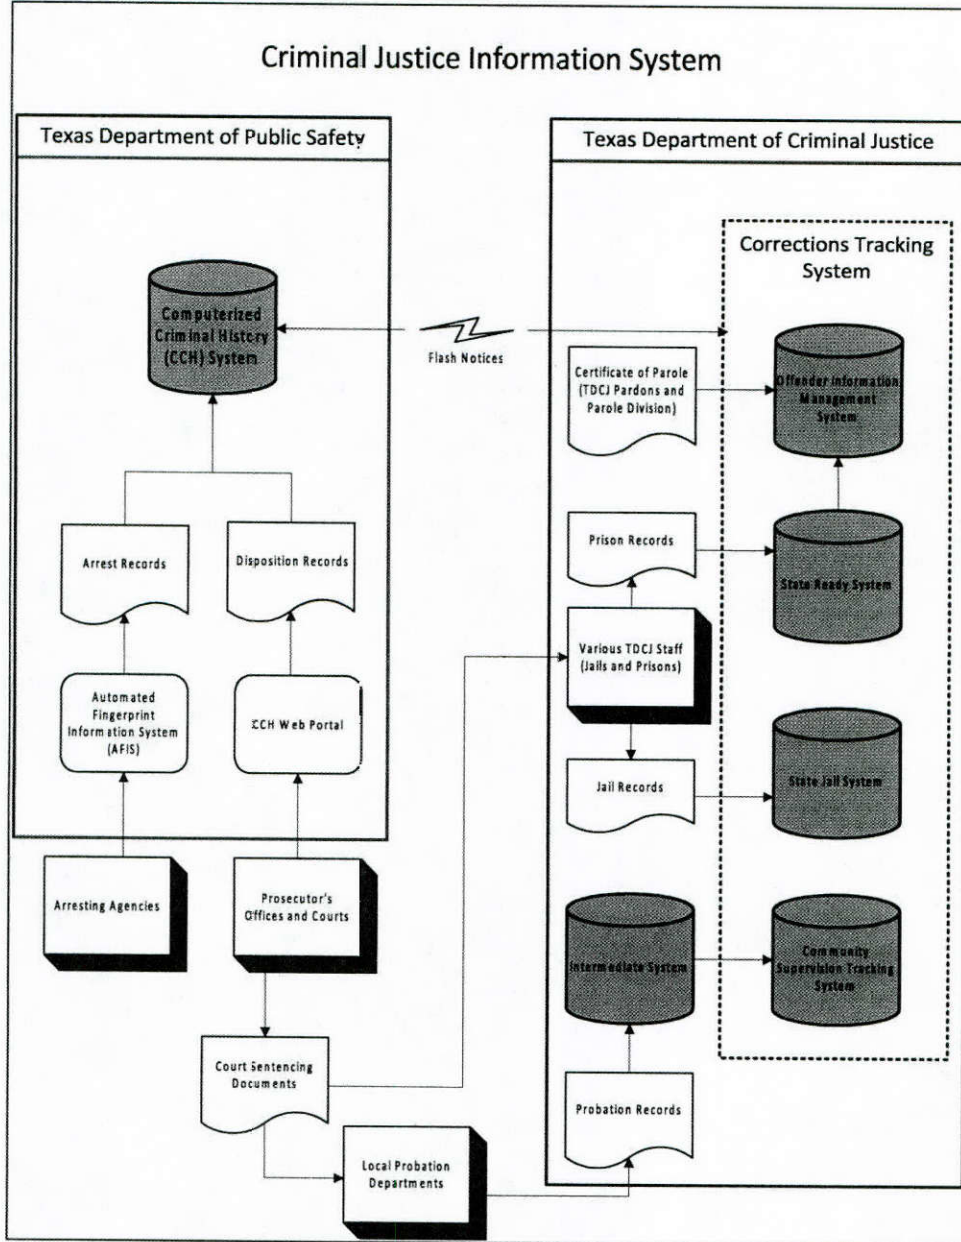 Criminal Justice Information System
Texas Department of Public Safety
Texas Department of Criminal Justice
Corrections Tracking
System
Computerized
Criminal History
(CCH) System
Flash Notices
Certificate of Parole
(TDCJ Pardons and
Parole Division)
Offender Information
Management
System
Arrest Records
Disposition Records
Prison Records
State Ready System
Various TDCJ Staff
(Jails and Prisons)
Automated
Fingerprint
Information System
(AFIS)
CCH Web Portal
Jail Records
State Jail System
Arresting Agencies
Prosecutor's
Offices and Courts
Intermediate System
Community
Supervision Tracking
System
Court Sentencing
Documents
Probation Records
Local Probation
Departments